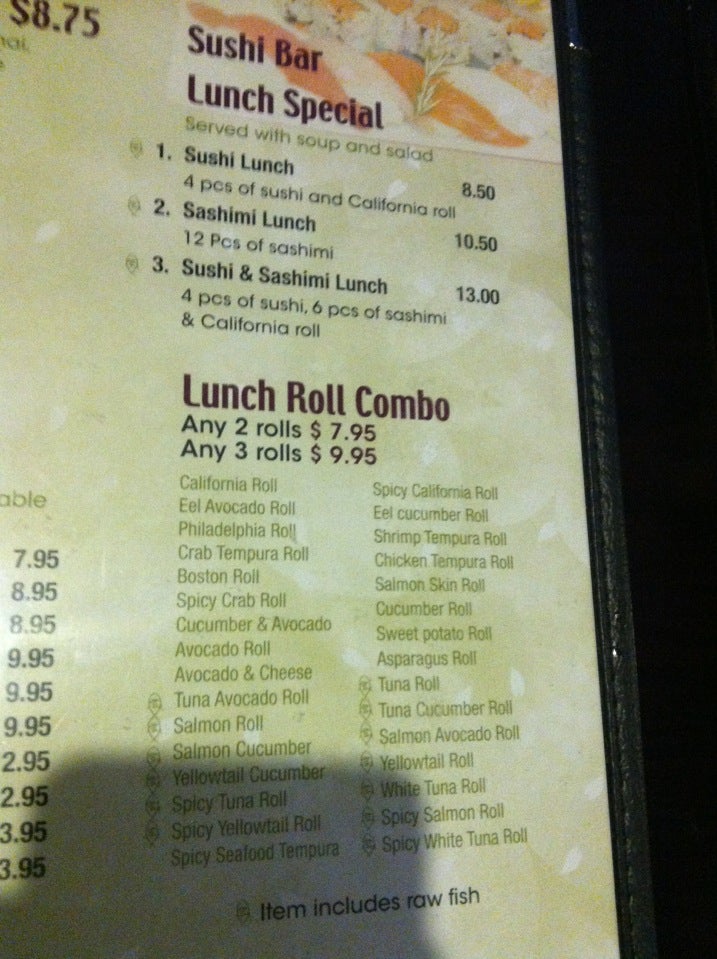 $8.75
Sushi Bar
Lunch Special
Served with soup and salad
1. Sushi Lunch 8.50
4 pcs of sushi and California roll
2. Sashimi Lunch 10.50
12 Pcs of sashimi
3. Sushi & Sashimi Lunch 13.00
4 pcs of sushi, 6 pcs of sashimi
& California roll
Lunch Roll Combo
Any 2 rolls $ 7.95
Any 3 rolls $ 9.95
California Roll
Eel Avocado Roll
Philadelphia Roll
Crab Tempura Roll
Boston Roll
Spicy Crab Roll
Cucumber & Avocado
Avocado Roll
Avocado & Cheese
Tuna Avocado Roll
Salmon Roll
Salmon Cucumber
Yellowtail Cucumber
Spicy Tuna Roll
Spicy Yellowtail Roll
Spicy Seafood Tempura
Spicy California Roll
Eel cucumber Roll
Shrimp Tempura Roll
Chicken Tempura Roll
Salmon Skin Roll
Cucumber Roll
Sweet potato Roll
Asparagus Roll
Tuna Roll
Tuna Cucumber Roll
Salmon Avocado Roll
Yellowtail Roll
White Tuna Roll
Spicy Salmon Roll
Spicy White Tuna Roll
Item includes raw fish
able
7.95
8.95
8.95
9.95
9.95
9.95
2.95
2.95
3.95
3.95